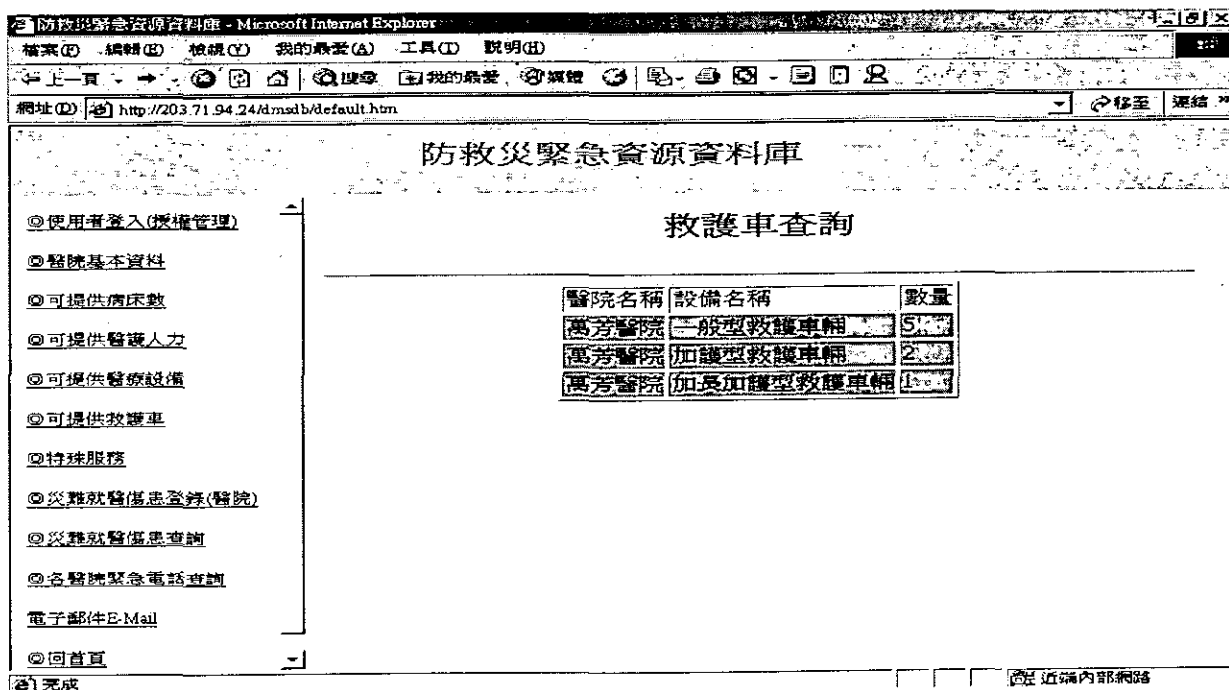 防救災緊急資源資料庫 - Microsoft Internet Explorer
檔案(F) 編輯(E) 檢視(V) 我的最愛(A) 工具(T) 說明(H)
上一頁 搜尋 我的最愛 媒體
網址(D) http://203.71.94.24/dmsdb/default.htm 移至 連結 »
防救災緊急資源資料庫
◎使用者登入(授權管理)
◎醫院基本資料
◎可提供病床數
◎可提供醫護人力
◎可提供醫療設備
◎可提供救護車
◎特殊服務
◎災難就醫傷患登錄(醫院)
◎災難就醫傷患查詢
◎各醫院緊急電話查詢
電子郵件E-Mail
◎回首頁
救護車查詢
醫院名稱 設備名稱 數量
萬芳醫院 一般型救護車輛 5
萬芳醫院 加護型救護車輛 2
萬芳醫院 加長加護型救護車輛 1
完成 近端內部網路